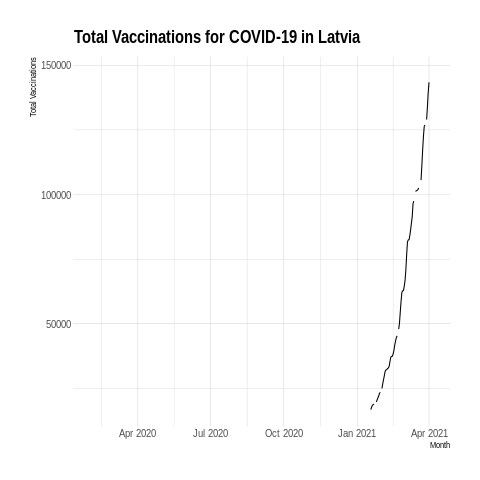 Total Vaccinations for COVID-19 in Latvia
Total Vaccinations
150000
100000
50000
Apr 2020 Jul 2020 Oct 2020 Jan 2021 Apr 2021
Month